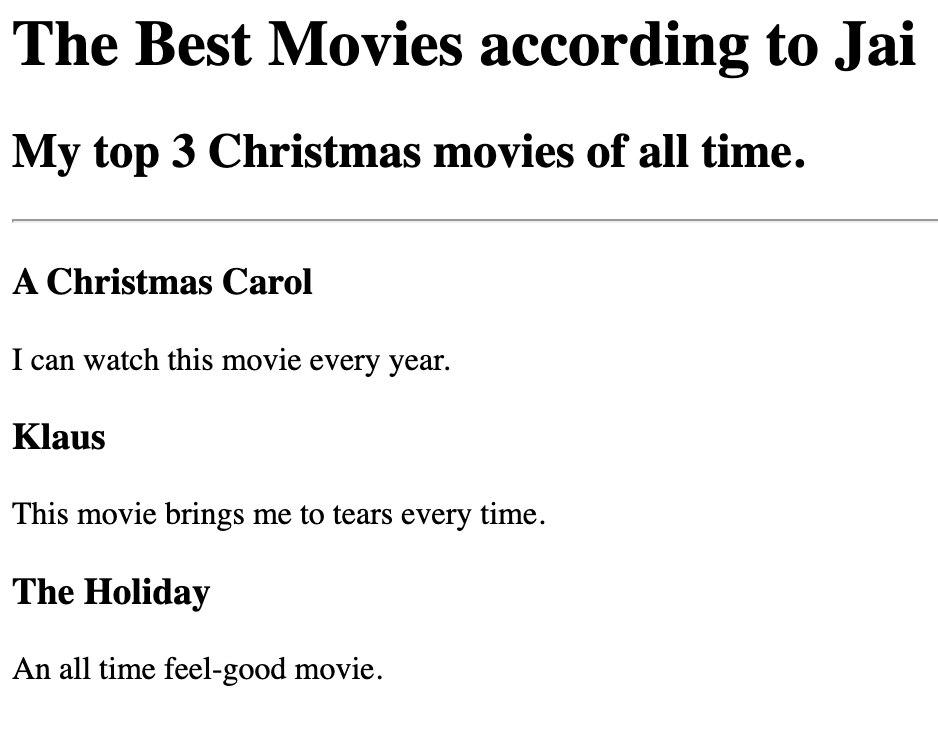 The Best Movies according to Jai
My top 3 Christmas movies of all time.
A Christmas Carol
I can watch this movie every year.
Klaus
This movie brings me to tears every time.
The Holiday
An all time feel-good movie.